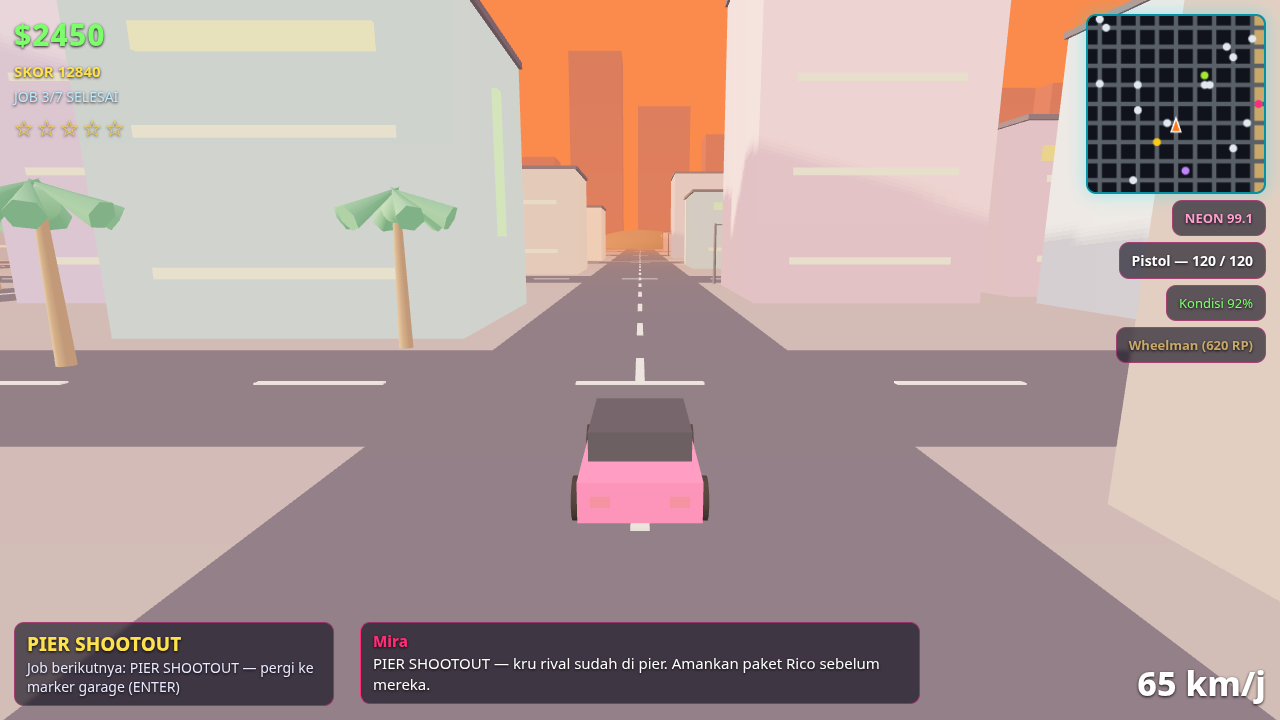 $2450
SKOR 12840
JOB 3/7 SELESAI
☆ ☆ ☆ ☆ ☆
NEON 99.1
Pistol — 120 / 120
Kondisi 92%
Wheelman (620 RP)
PIER SHOOTOUT
Job berikutnya: PIER SHOOTOUT — pergi ke
marker garage (ENTER)
Mira
PIER SHOOTOUT — kru rival sudah di pier. Amankan paket Rico sebelum
mereka.
65 km/j